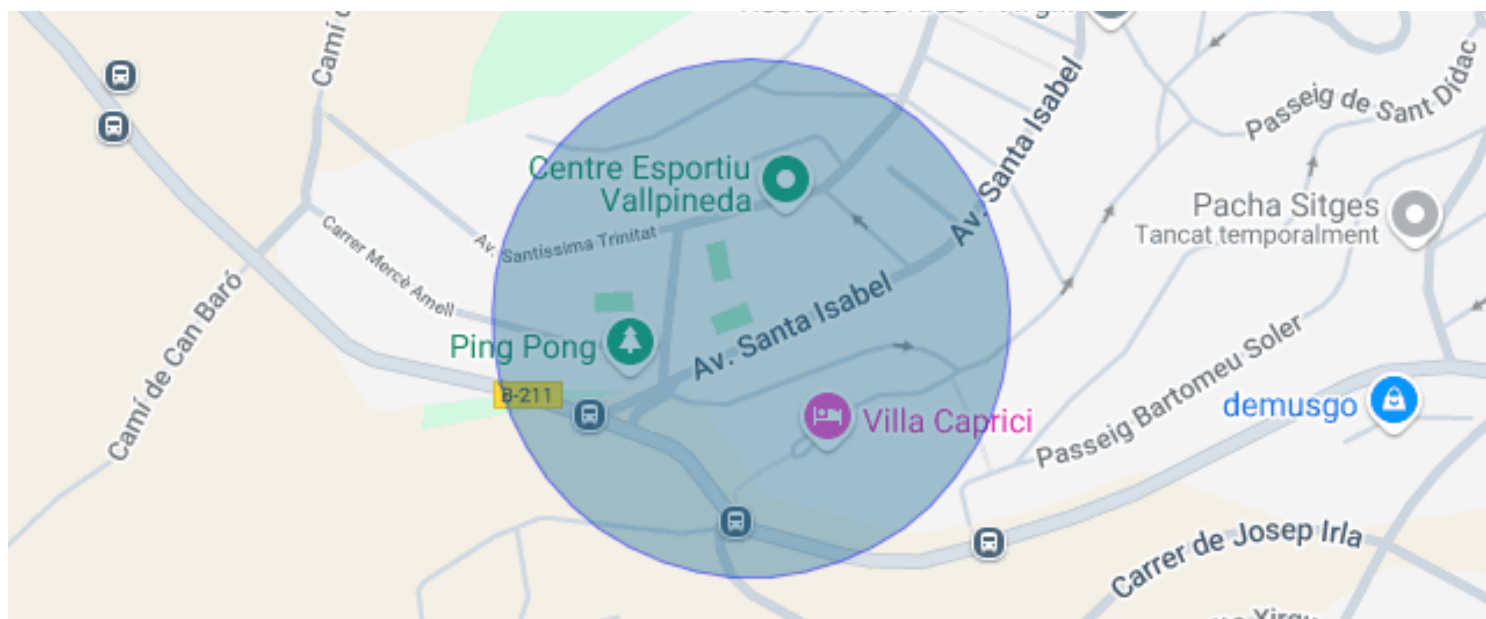 Camí d
Camí de Can Baró
Carrer Mercè Amell
Av. Santíssima Trinitat
Centre Esportiu
Vallpineda
Ping Pong
B-211
Av. Santa Isabel
Av. Santa Isabel
Villa Caprici
Passeig de Sant Dídac
Pacha Sitges
Tancat temporalment
Passeig Bartomeu Soler
demusgo
Carrer de Josep Irla